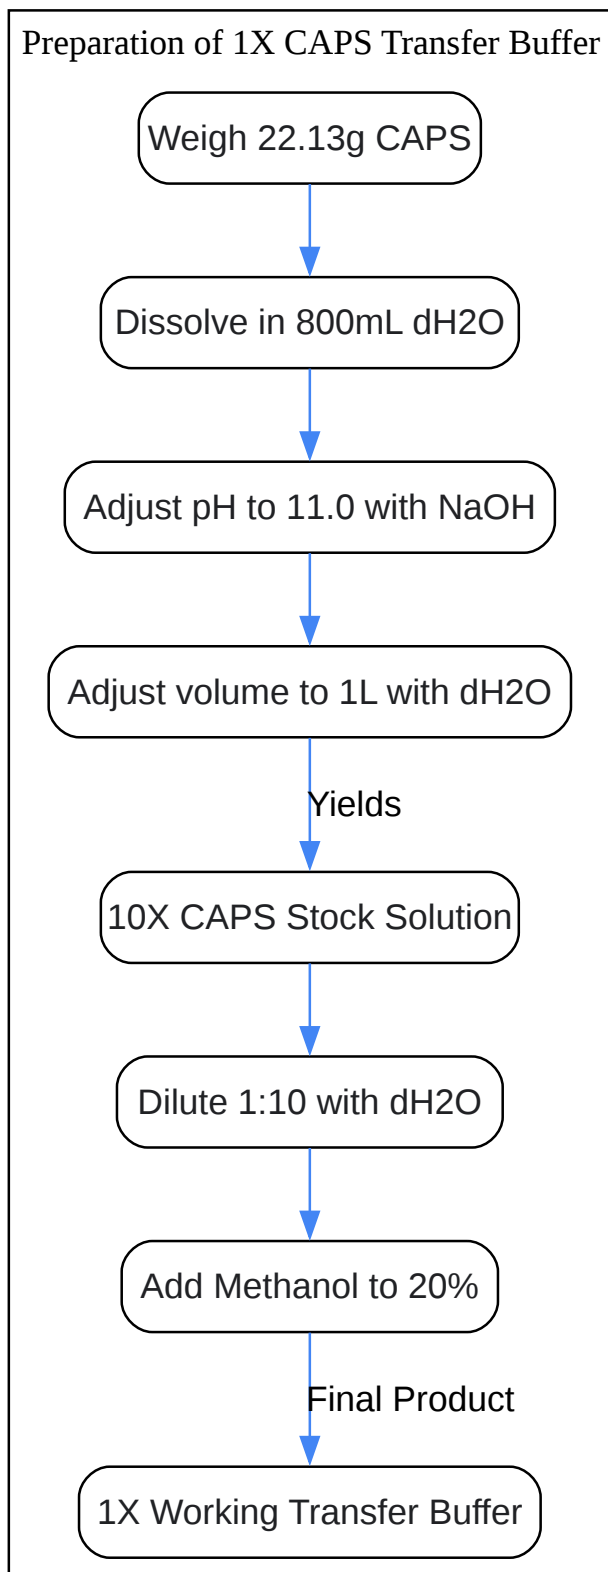 Preparation of 1X CAPS Transfer Buffer
Weigh 22.13g CAPS
Dissolve in 800mL dH2O
Adjust pH to 11.0 with NaOH
Adjust volume to 1L with dH2O
Yields
10X CAPS Stock Solution
Dilute 1:10 with dH2O
Add Methanol to 20%
Final Product
1X Working Transfer Buffer